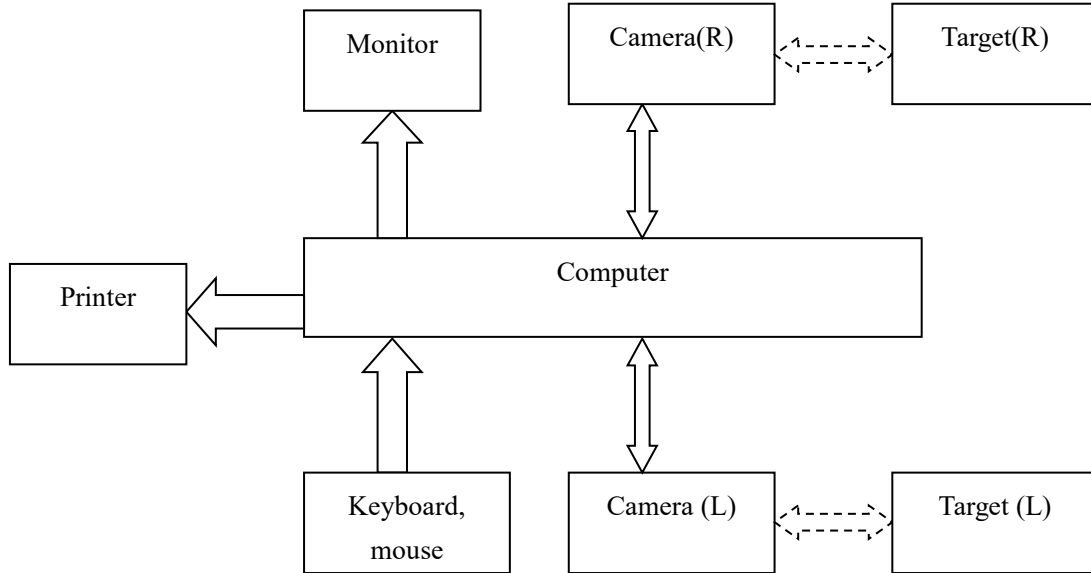 Monitor
Camera(R)
Target(R)
Computer
Printer
Keyboard,
mouse
Camera (L)
Target (L)